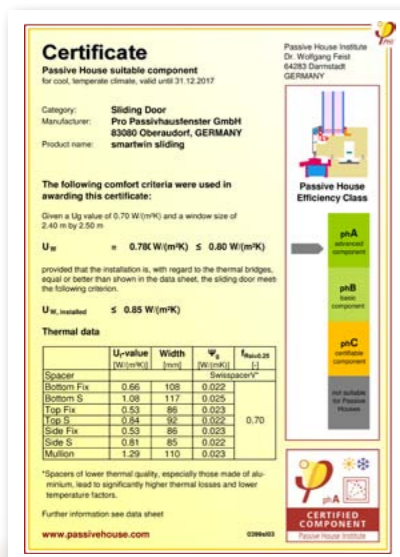 Certificate
Passive House suitable component
for cool, temperate climate, valid until 31.12.2017
Passive House Institute
Dr. Wolfgang Feist
64283 Darmstadt
GERMANY
Category: Sliding Door
Manufacturer: Pro Passivhausfenster GmbH
83080 Oberaudorf, GERMANY
Product name: smartwin sliding
The following comfort criteria were used in
awarding this certificate:
Given a Ug value of 0.70 W/(m²K) and a window size of
2.40 m by 2.50 m
U W = 0.78( W/(m²K) ≤ 0.80 W/(m²K)
provided that the installation is, with regard to the thermal bridges,
equal or better than shown in the data sheet, the sliding door meet
the following criterion.
U W, installed ≤ 0.85 W/(m²K)
Thermal data
Uf-value Width Ψg fRsi=0.25
[W/(m²K)] [mm] [W/(mK)] [-]
Spacer SwisspacerV*
Bottom Fix 0.66 108 0.022
Bottom S 1.08 117 0.025
Top Fix 0.53 86 0.023
Top S 0.84 92 0.022 0.70
Side Fix 0.53 86 0.023
Side S 0.81 85 0.022
Mullion 1.29 110 0.023
*Spacers of lower thermal quality, especially those made of alu-
minium, lead to significantly higher thermal losses and lower
temperature factors.
Further information see data sheet
www.passivehouse.com 0399sl03
Passive House
Efficiency Class
phA
advanced
component
phB
basic
component
phC
certifiable
component
not suitable
for Passive
Houses
phA
CERTIFIED
COMPONENT
Passive House Institute